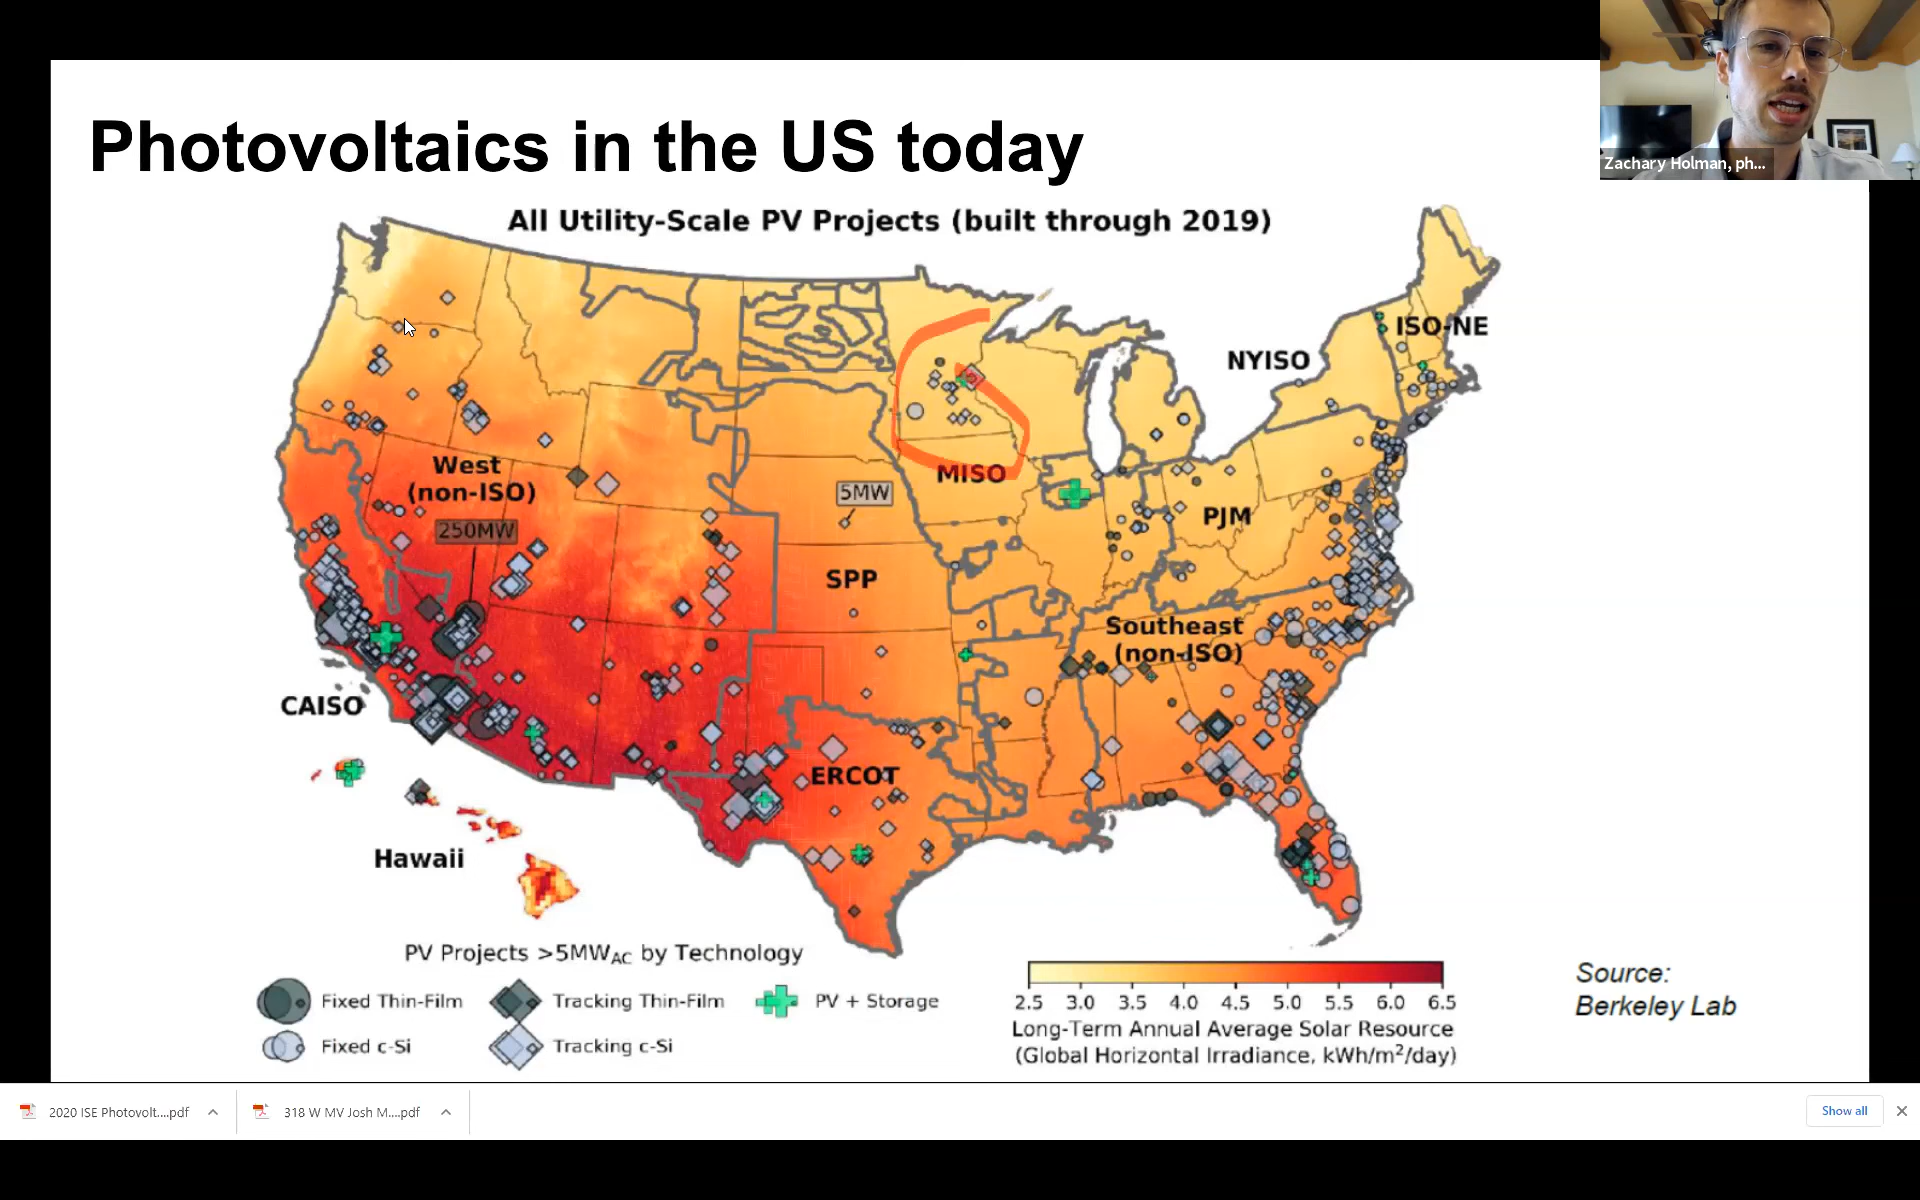 Zachary Holman, ph...
Photovoltaics in the US today
All Utility-Scale PV Projects (built through 2019)
ISO-NE
NYISO
West
(non-ISO)
250MW
MISO
5MW
PJM
SPP
Southeast
(non-ISO)
CAISO
ERCOT
Hawaii
PV Projects >5MWAC by Technology
Fixed Thin-Film
Tracking Thin-Film
PV + Storage
Fixed c-Si
Tracking c-Si
2.5 3.0 3.5 4.0 4.5 5.0 5.5 6.0 6.5
Long-Term Annual Average Solar Resource
(Global Horizontal Irradiance, kWh/m²/day)
Source:
Berkeley Lab
2020 ISE Photovolt....pdf
318 W MV Josh M....pdf
Show all